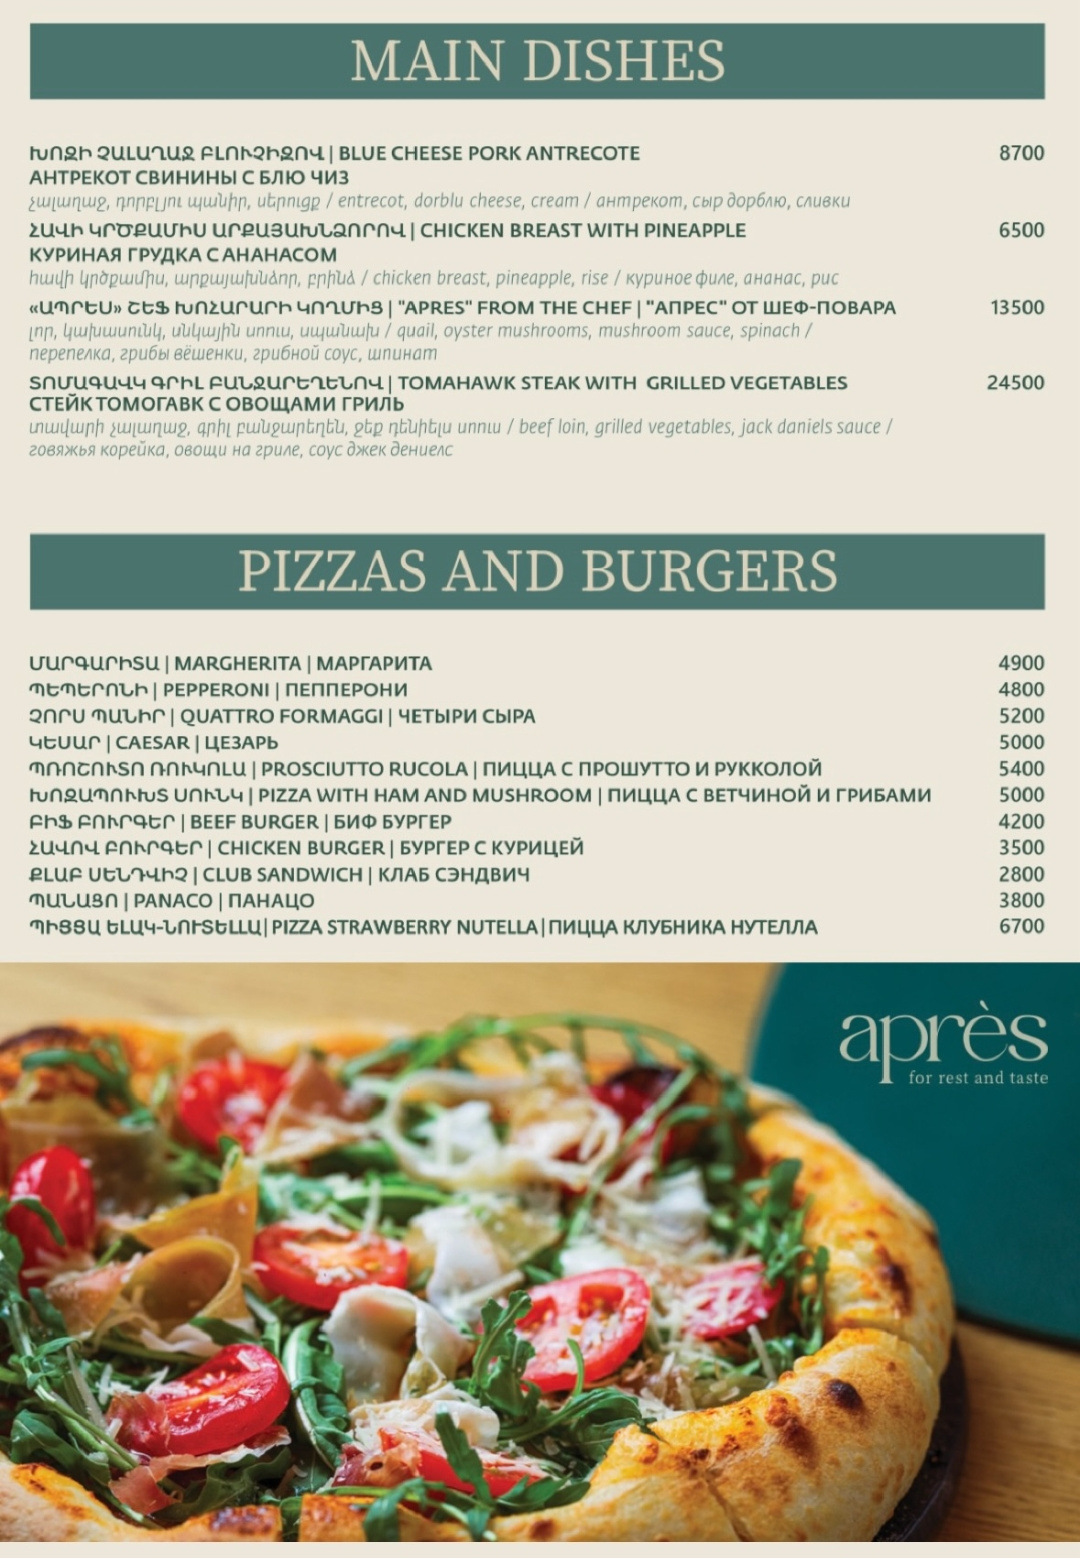 MAIN DISHES
ԽՈԶԻ ՉԱԼԱՂԱՋ ԲԼՈՒՉԻԶՈՎ | BLUE CHEESE PORK ANTRECOTE 8700
АНТРЕКОТ СВИНИНЫ С БЛЮ ЧИЗ
չալաղաջ, դորբլյու պանիր, սերուցք / entrecot, dorblu cheese, cream / антрекот, сыр дорблю, сливки
ՀԱՎԻ ԿՐԾՔԱՄԻՍ ԱՐՔԱՅԱԽՆՁՈՐՈՎ | CHICKEN BREAST WITH PINEAPPLE 6500
КУРИНАЯ ГРУДКА С АНАНАСОМ
հավի կրծքամիս, արքայախնձոր, բրինձ / chicken breast, pineapple, rise / куриное филе, ананас, рис
«ԱՊՐԵՍ» ՇԵՖ ԽՈՀԱՐԱՐԻ ԿՈՂՄԻՑ | "APRES" FROM THE CHEF | "АПРЕС" ОТ ШЕФ-ПОВАРА 13500
լոր, կախասունկ, սնկային սոուս, սպանախ / quail, oyster mushrooms, mushroom sauce, spinach /
перепелка, грибы вёшенки, грибной соус, шпинат
ՏՈՄԱԳԱՎԿ ԳՐԻԼ ԲԱՆՋԱՐԵՂԵՆՈՎ | TOMAHAWK STEAK WITH GRILLED VEGETABLES 24500
СТЕЙК ТОМОГАВК С ОВОЩАМИ ГРИЛЬ
տավարի չալաղաջ, գրիլ բանջարեղեն, ջեք դենիելս սոուս / beef loin, grilled vegetables, jack daniels sauce /
говяжья корейка, овощи на гриле, соус джек дениелс
PIZZAS AND BURGERS
ՄԱՐԳԱՐԻՏԱ | MARGHERITA | МАРГАРИТА 4900
ՊԵՊԵՐՈՆԻ | PEPPERONI | ПЕППЕРОНИ 4800
ՉՈՐՍ ՊԱՆԻՐ | QUATTRO FORMAGGI | ЧЕТЫРИ СЫРА 5200
ԿԵՍԱՐ | CAESAR | ЦЕЗАРЬ 5000
ՊՌՈՇՈՒՏՈ ՌՈՒԿՈԼԱ | PROSCIUTTO RUCOLA | ПИЦЦА С ПРОШУТТО И РУККОЛОЙ 5400
ԽՈԶԱՊՈՒԽՏ ՍՈՒՆԿ | PIZZA WITH HAM AND MUSHROOM | ПИЦЦА С ВЕТЧИНОЙ И ГРИБАМИ 5000
ԲԻՖ ԲՈՒՐԳԵՐ | BEEF BURGER | БИФ БУРГЕР 4200
ՀԱՎՈՎ ԲՈՒՐԳԵՐ | CHICKEN BURGER | БУРГЕР С КУРИЦЕЙ 3500
ՔԼԱԲ ՍԵՆԴՎԻՉ | CLUB SANDWICH | КЛАБ СЭНДВИЧ 2800
ՊԱՆԱՑՈ | PANACO | ПАНАЦО 3800
ՊԻՑՑԱ ԵԼԱԿ-ՆՈՒՏԵԼԼԱ | PIZZA STRAWBERRY NUTELLA | ПИЦЦА КЛУБНИКА НУТЕЛЛА 6700
après
for rest and taste